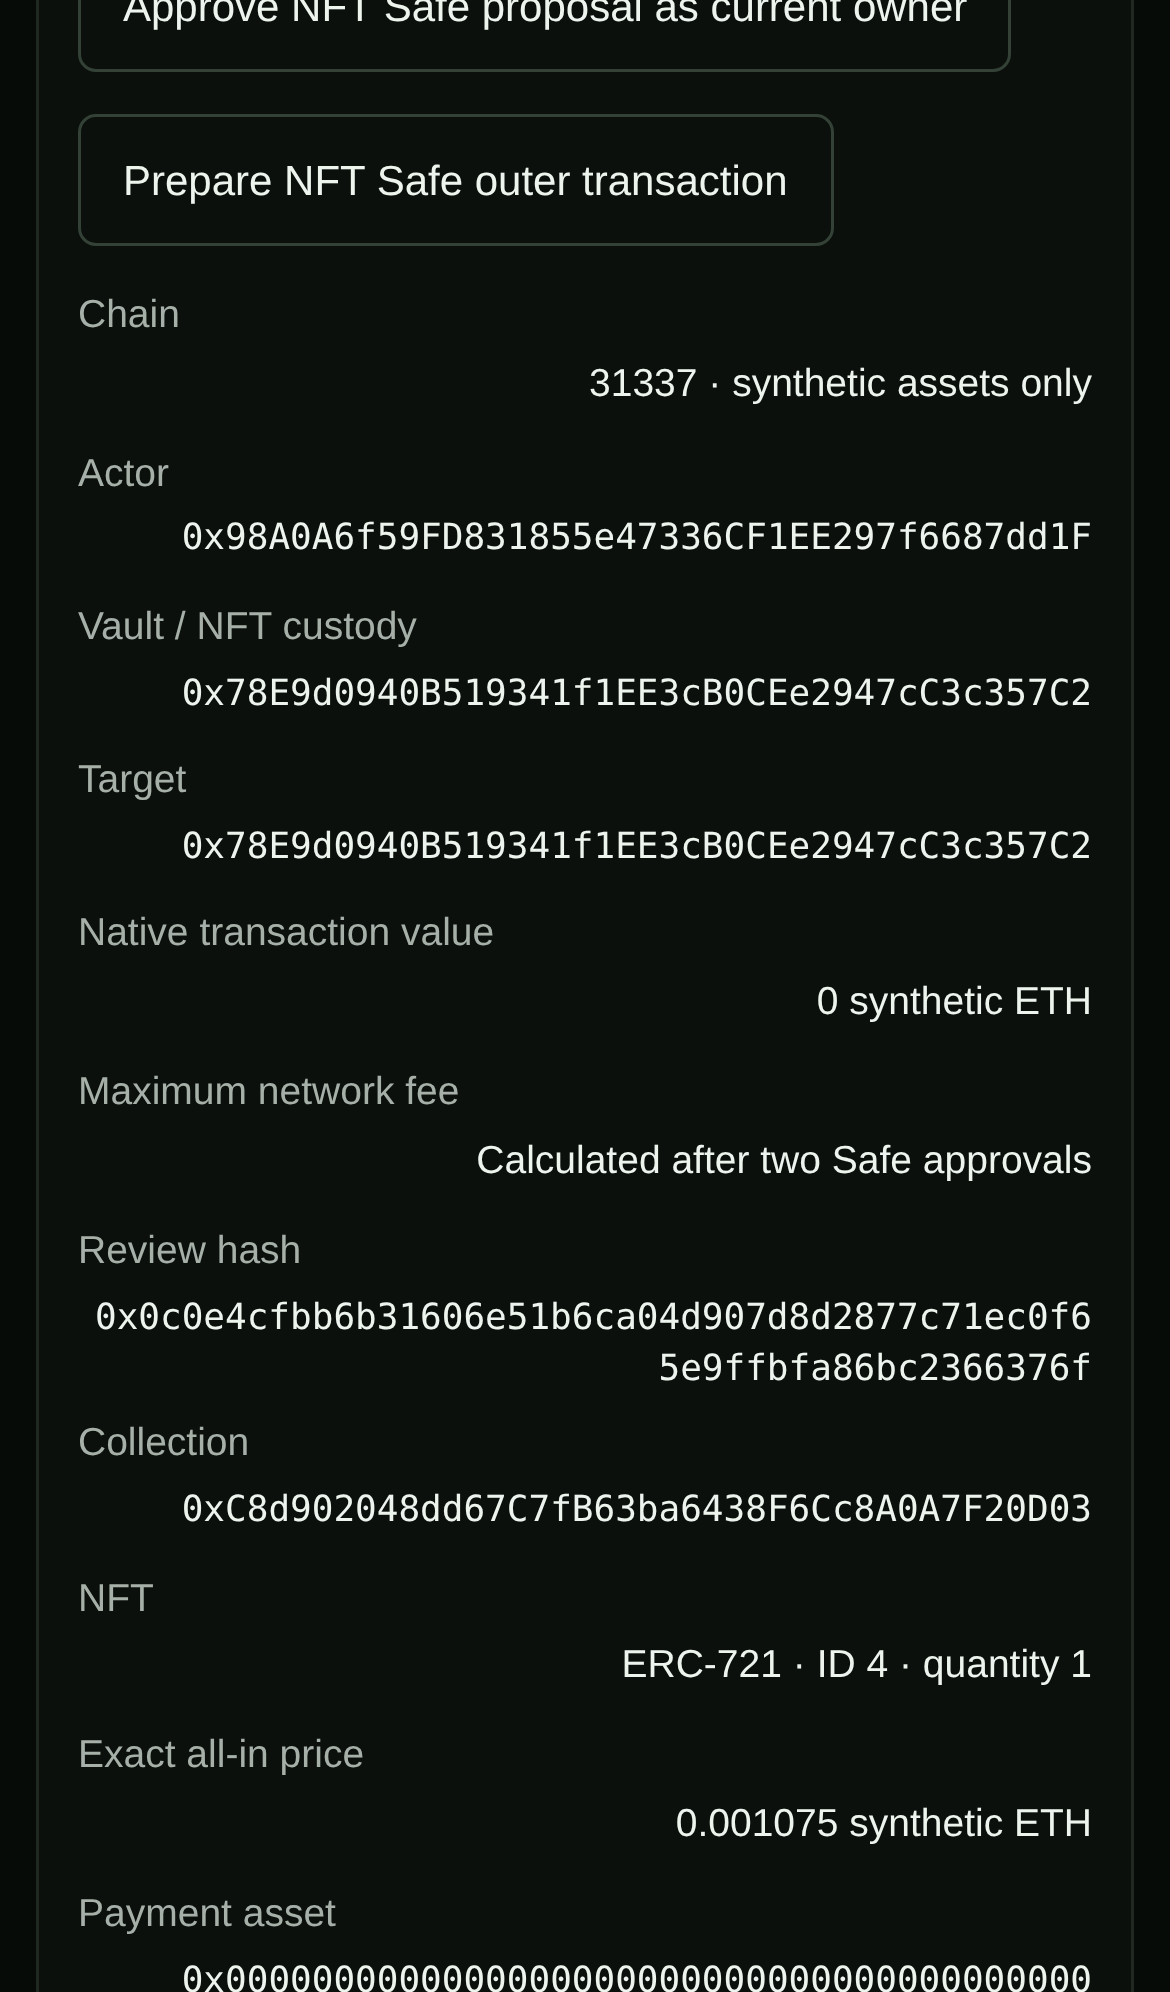 Approve NFT Safe proposal as current owner
Prepare NFT Safe outer transaction
Chain
31337 · synthetic assets only
Actor
0x98A0A6f59FD831855e47336CF1EE297f6687dd1F
Vault / NFT custody
0x78E9d0940B519341f1EE3cB0CEe2947cC3c357C2
Target
0x78E9d0940B519341f1EE3cB0CEe2947cC3c357C2
Native transaction value
0 synthetic ETH
Maximum network fee
Calculated after two Safe approvals
Review hash
0x0c0e4cfbb6b31606e51b6ca04d907d8d2877c71ec0f6
5e9ffbfa86bc2366376f
Collection
0xC8d902048dd67C7fB63ba6438F6Cc8A0A7F20D03
NFT
ERC-721 · ID 4 · quantity 1
Exact all-in price
0.001075 synthetic ETH
Payment asset
0x0000000000000000000000000000000000000000